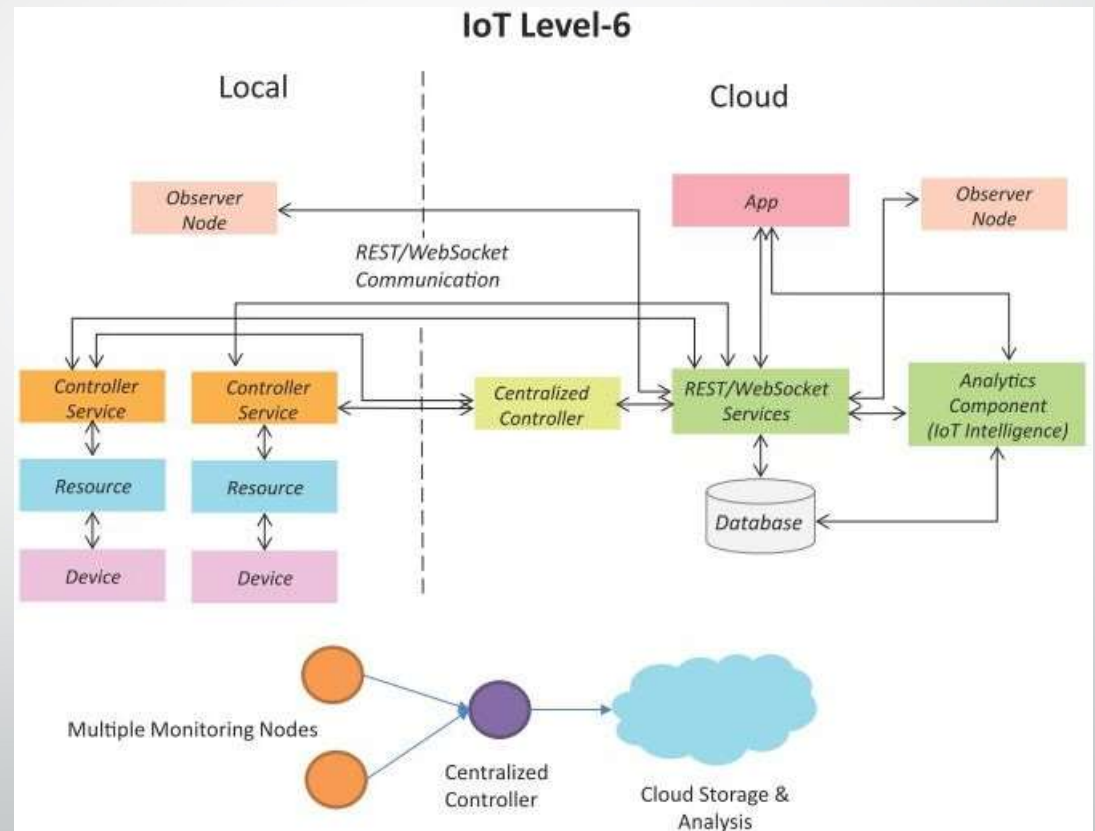 IoT Level-6
Local
Cloud
Observer
Node
App
Observer
Node
REST/WebSocket
Communication
Controller
Service
Controller
Service
Centralized
Controller
REST/WebSocket
Services
Analytics
Component
(IoT Intelligence)
Resource
Resource
Database
Device
Device
Multiple Monitoring Nodes
Centralized
Controller
Cloud Storage &
Analysis